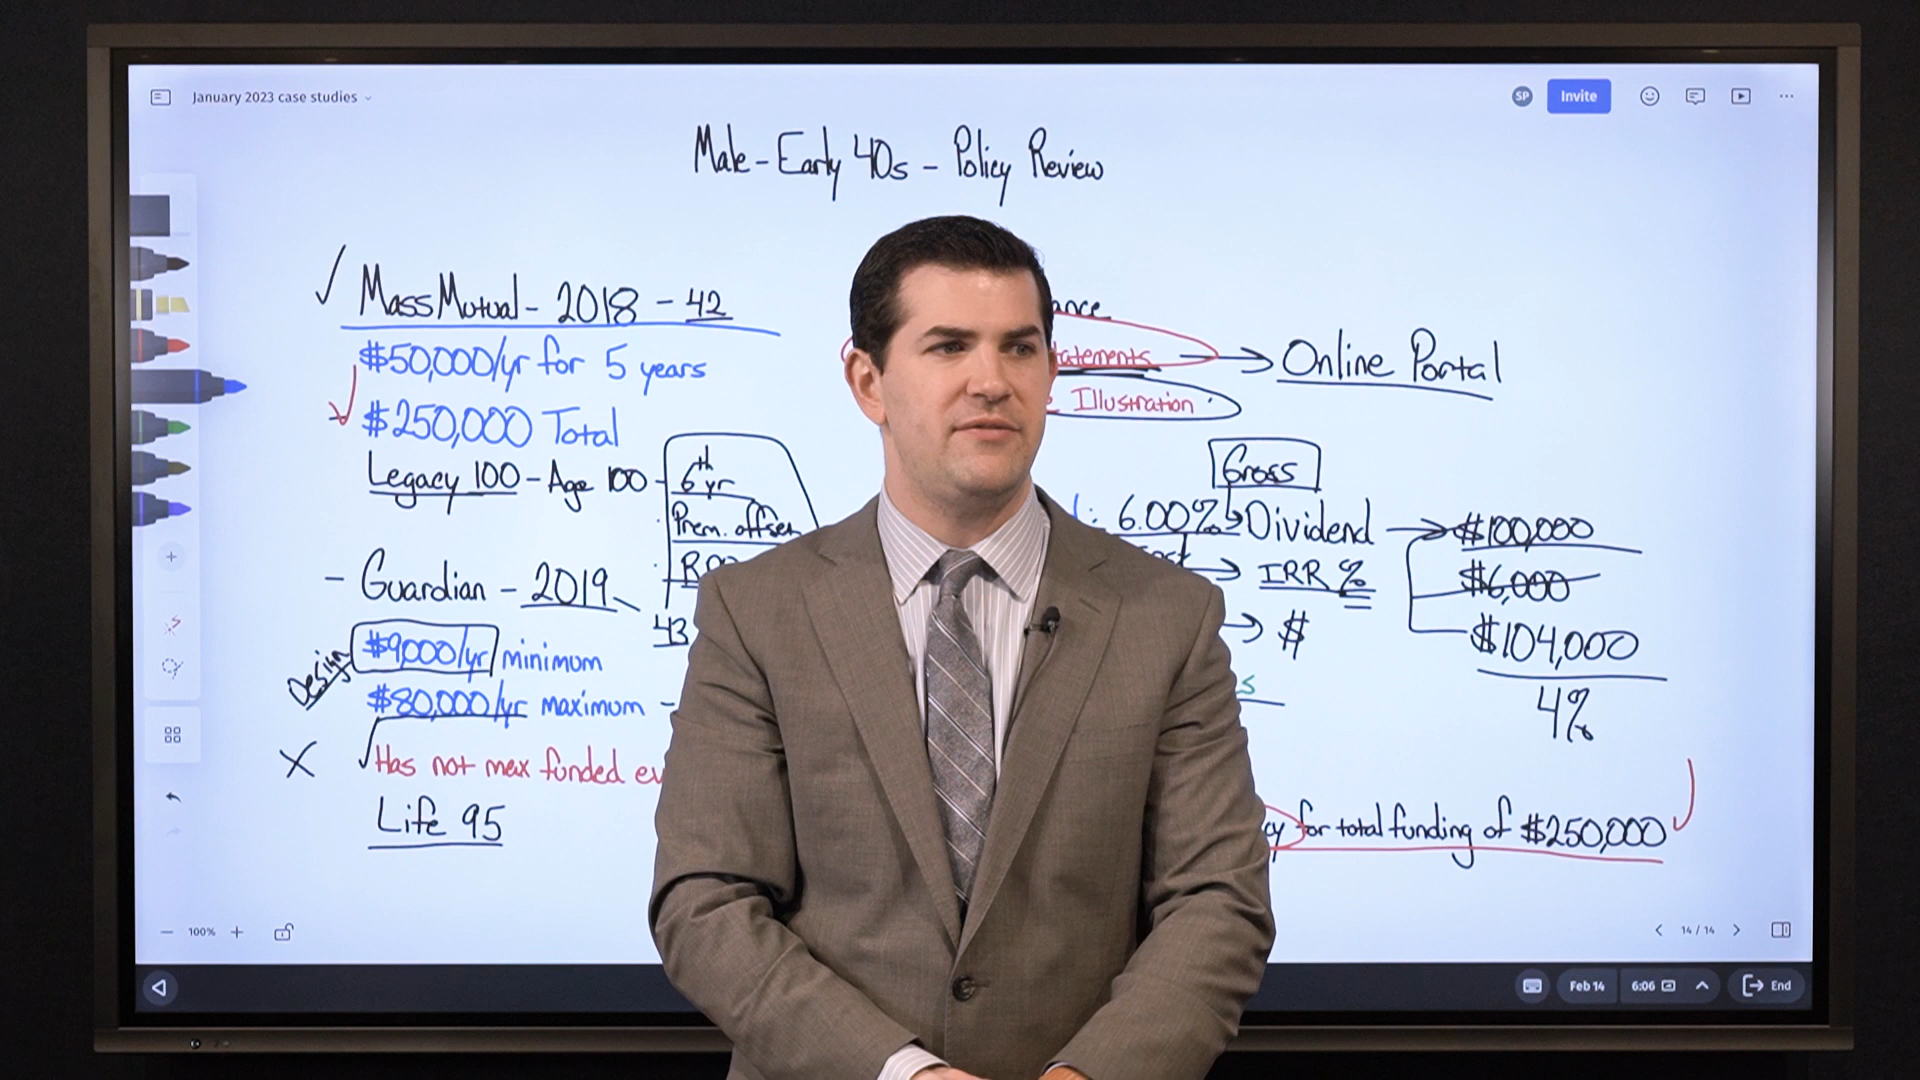 January 2023 case studies
SP
Invite
Male - Early 40s - Policy Review
✓ MassMutual - 2018 - 42
$50,000/yr for 5 years
✓ $250,000 Total
Legacy 100 - Age 100 - 6th yr
Prem. offset
- Guardian - 2019
43
Design $9,000/yr minimum
$80,000/yr maximum -
X ✓ Has not max funded
Life 95
Online Portal
Illustration
Gross
6.00% Dividend → $100,000
→ IRR % $6,000
→ $ $104,000
4%
for total funding of $250,000
100%
14 / 14
Feb 14
6:06
End